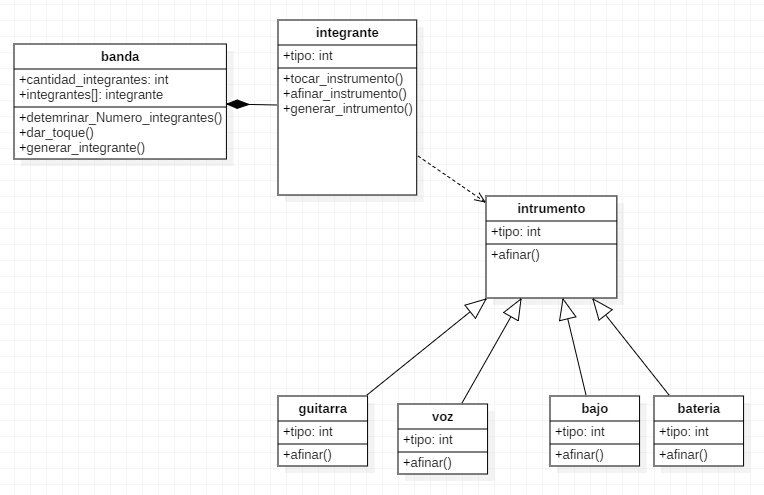 banda
+cantidad_integrantes: int
+integrantes[]: integrante
+detemrinar_Numero_integrantes()
+dar_toque()
+generar_integrante()
integrante
+tipo: int
+tocar_instrumento()
+afinar_instrumento()
+generar_intrumento()
intrumento
+tipo: int
+afinar()
guitarra
+tipo: int
+afinar()
voz
+tipo: int
+afinar()
bajo
+tipo: int
+afinar()
bateria
+tipo: int
+afinar()